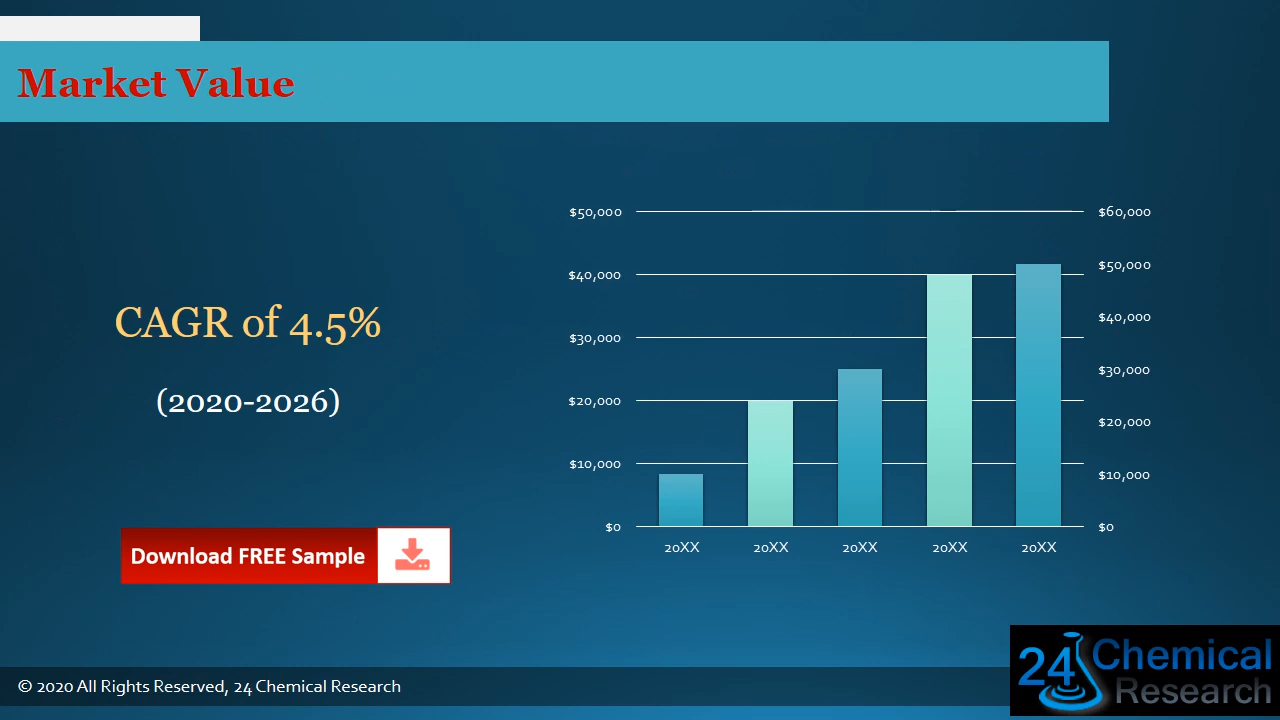 Market Value
CAGR of 4.5%
(2020-2026)
Download FREE Sample
$50,000
$40,000
$30,000
$20,000
$10,000
$0
$60,000
$50,000
$40,000
$30,000
$20,000
$10,000
$0
20XX 20XX 20XX 20XX 20XX
© 2020 All Rights Reserved, 24 Chemical Research
24 Chemical
Research